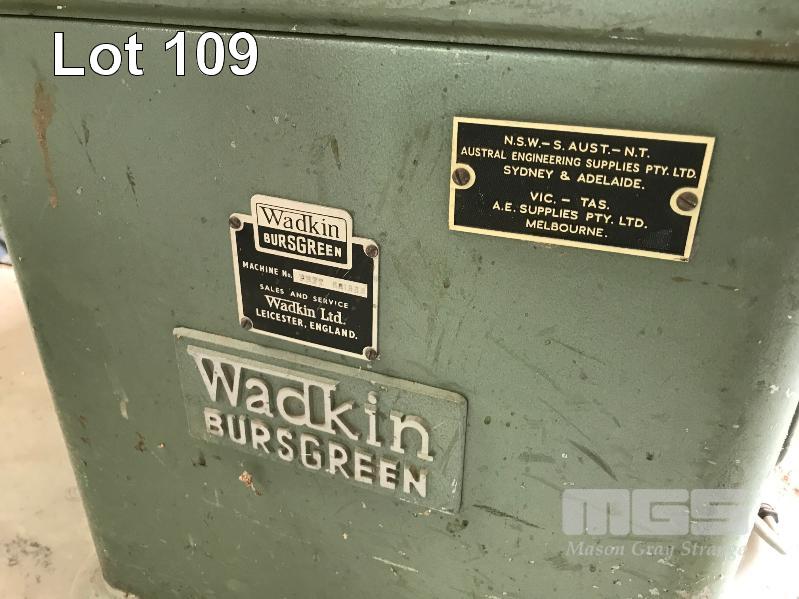 Lot 109
N.S.W.-S. AUST.-N.T.
AUSTRAL ENGINEERING SUPPLIES PTY. LTD.
SYDNEY & ADELAIDE.
VIC. - TAS.
A.E. SUPPLIES PTY. LTD.
MELBOURNE.
Wadkin
BURSGREEN
MACHINE No.
SALES AND SERVICE
Wadkin Ltd.
LEICESTER, ENGLAND.
Wadkin
BURSGREEN
MGS
Mason Gray Strange